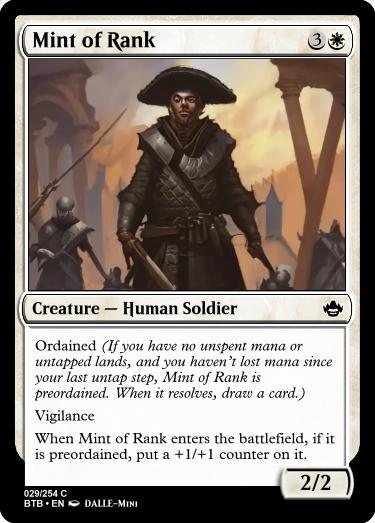 Mint of Rank 3
Creature — Human Soldier
Ordained (If you have no unspent mana or
untapped lands, and you haven't lost mana since
your last untap step, Mint of Rank is
preordained. When it resolves, draw a card.)
Vigilance
When Mint of Rank enters the battlefield, if it
is preordained, put a +1/+1 counter on it.
2/2
029/254 C
BTB • EN DALLE-Mini